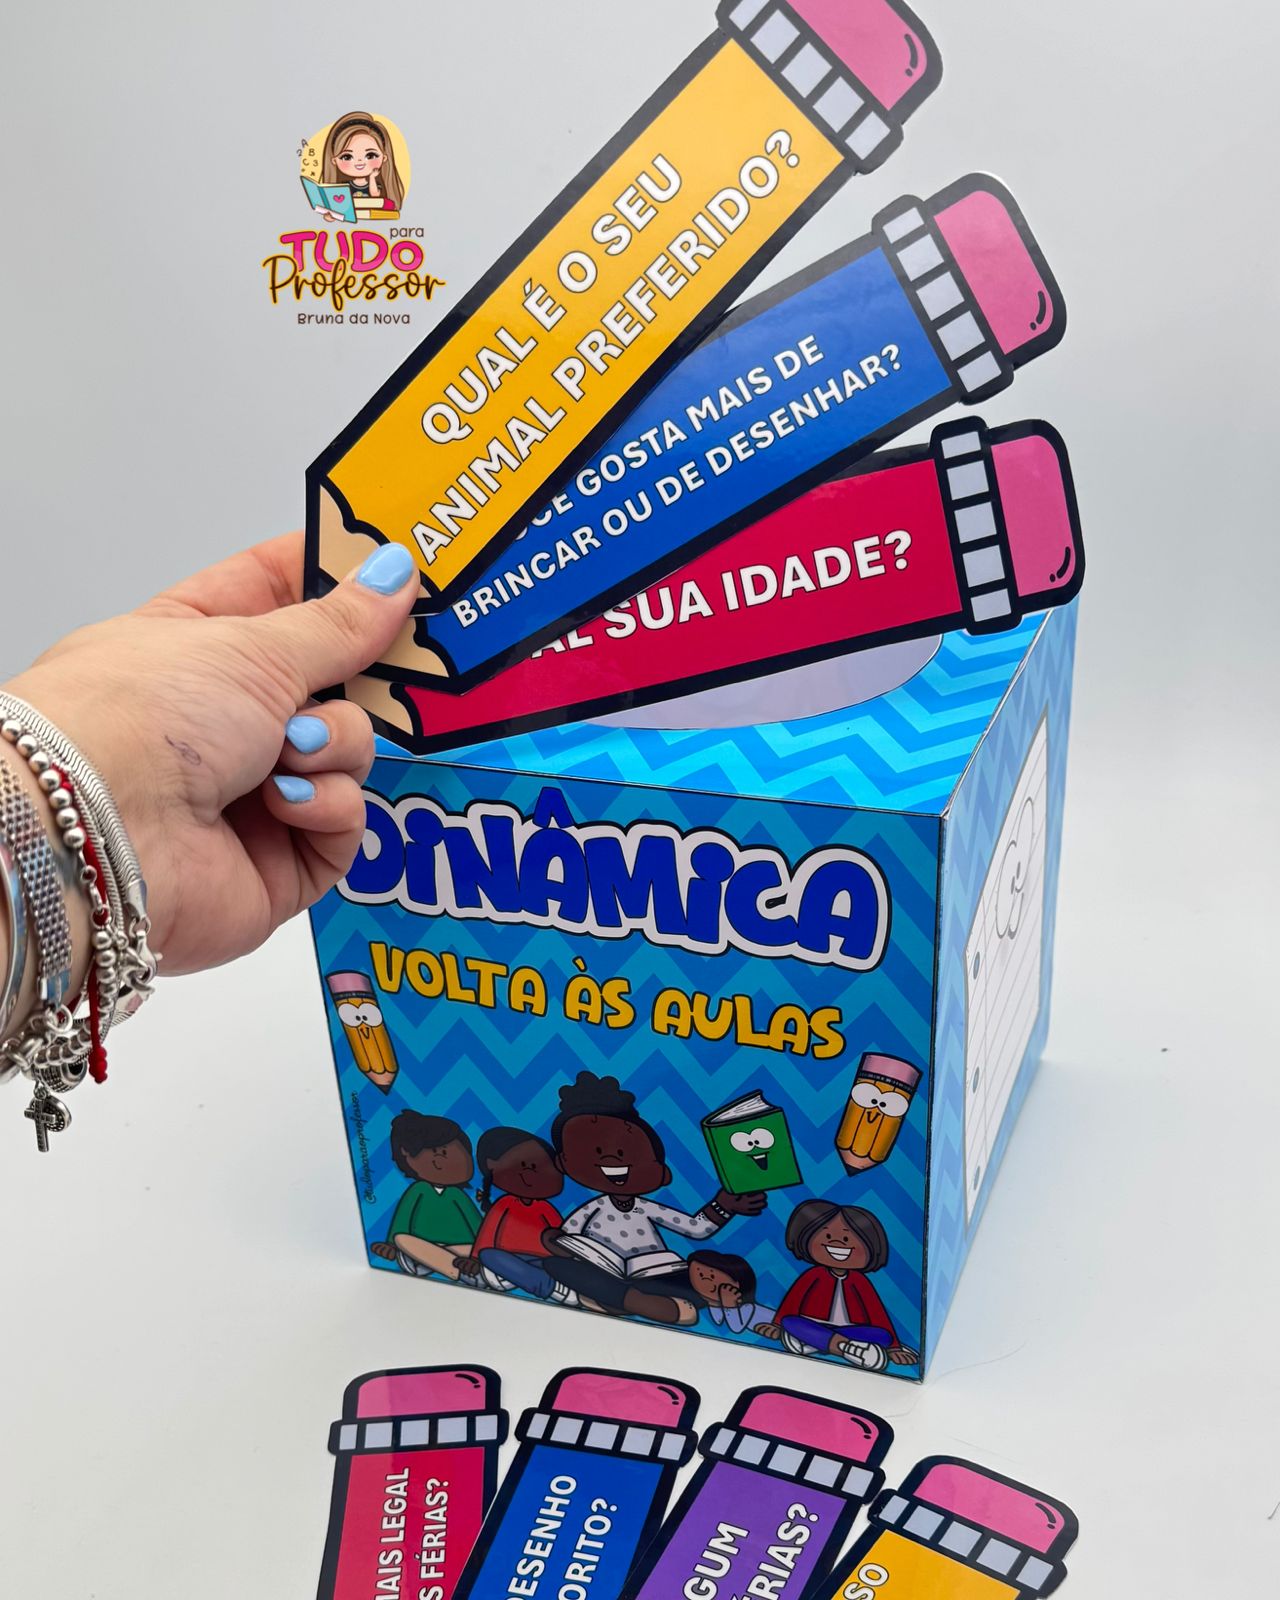 para
TUDO
Professor
Bruna da Nova
QUAL É O SEU
ANIMAL PREFERIDO?
GOSTA MAIS DE
BRINCAR OU DE DESENHAR?
SUA IDADE?
DINÂMICA
VOLTA ÀS AULAS
@tudoparaoprofessor
MAIS LEGAL
FÉRIAS?
DESENHO